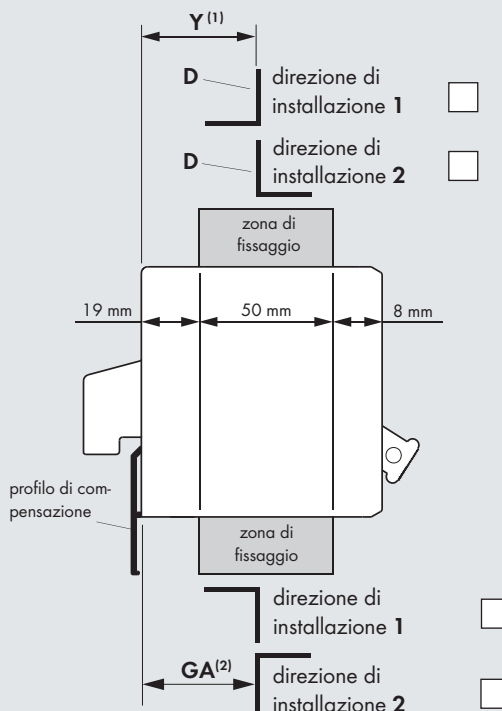 Y(1)
D
direzione di
installazione 1
D
direzione di
installazione 2
zona di
fissaggio
19 mm
50 mm
8 mm
profilo di com-
pensazione
zona di
fissaggio
direzione di
installazione 1
GA(2)
direzione di
installazione 2